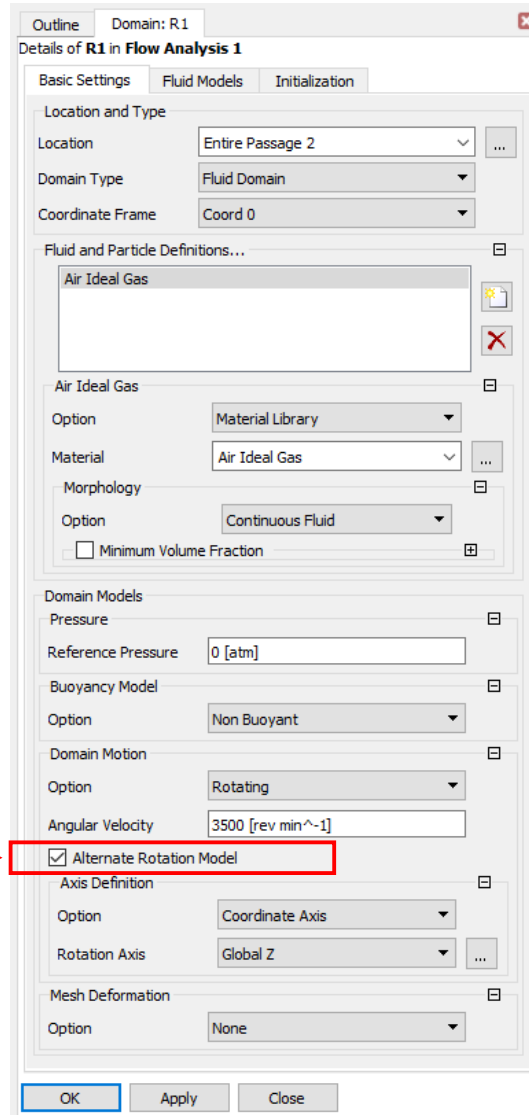 Outline Domain: R1
Details of R1 in Flow Analysis 1
Basic Settings Fluid Models Initialization
Location and Type
Location Entire Passage 2 ...
Domain Type Fluid Domain
Coordinate Frame Coord 0
Fluid and Particle Definitions...
Air Ideal Gas
Air Ideal Gas
Option Material Library
Material Air Ideal Gas ...
Morphology
Option Continuous Fluid
Minimum Volume Fraction
Domain Models
Pressure
Reference Pressure 0 [atm]
Buoyancy Model
Option Non Buoyant
Domain Motion
Option Rotating
Angular Velocity 3500 [rev min^-1]
Alternate Rotation Model
Axis Definition
Option Coordinate Axis
Rotation Axis Global Z ...
Mesh Deformation
Option None
OK Apply Close